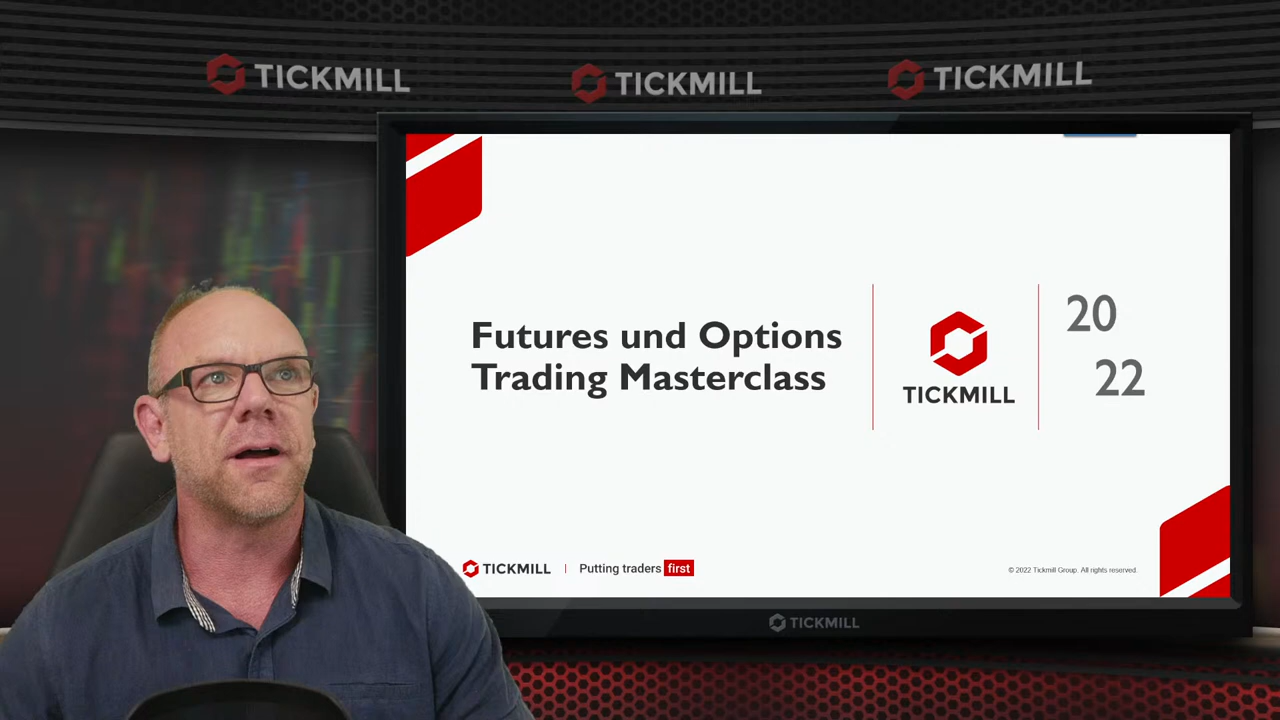 TICKMILL
TICKMILL
TICKMILL
Futures und Options
Trading Masterclass
TICKMILL
20
22
TICKMILL
Putting traders first
© 2022 Tickmill Group. All rights reserved.
TICKMILL